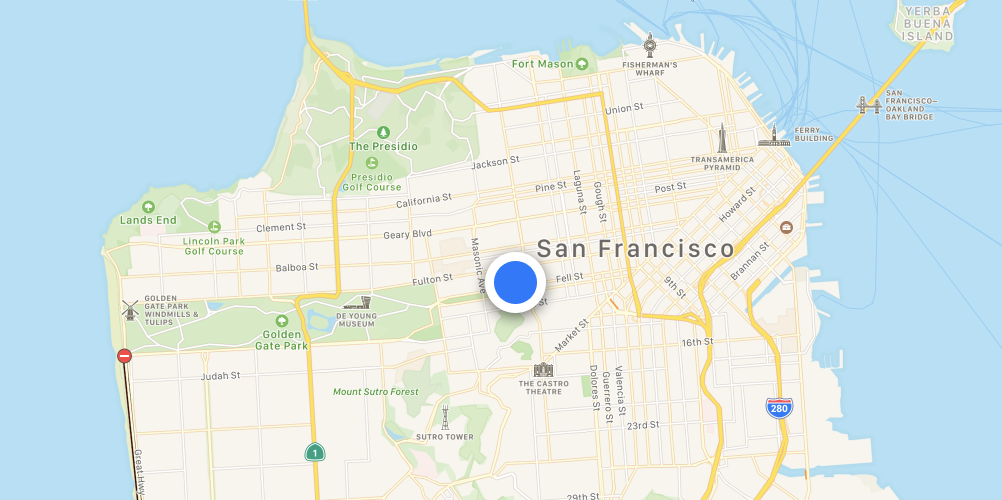 YERBA
BUENA
ISLAND
Fort Mason
FISHERMAN'S
WHARF
SAN
FRANCISCO–
OAKLAND
BAY BRIDGE
Union St
FERRY
BUILDING
The Presidio
TRANSAMERICA
PYRAMID
Jackson St
Presidio
Golf Course
Pine St
Post St
California St
Laguna St
Gough St
Howard St
Lands End
Clement St
Lincoln Park
Golf Course
Geary Blvd
Masonic Ave
San Francisco
Brannan St
Balboa St
Fulton St
Fell St
9th St
St
GOLDEN
GATE PARK
WINDMILLS &
TULIPS
DE YOUNG
MUSEUM
Golden
Gate Park
Market St
16th St
Judah St
THE CASTRO
THEATRE
Mount Sutro Forest
Dolores St
Guerrero St
Valencia St
280
SUTRO TOWER
23rd St
1
Great Hwy
29th St